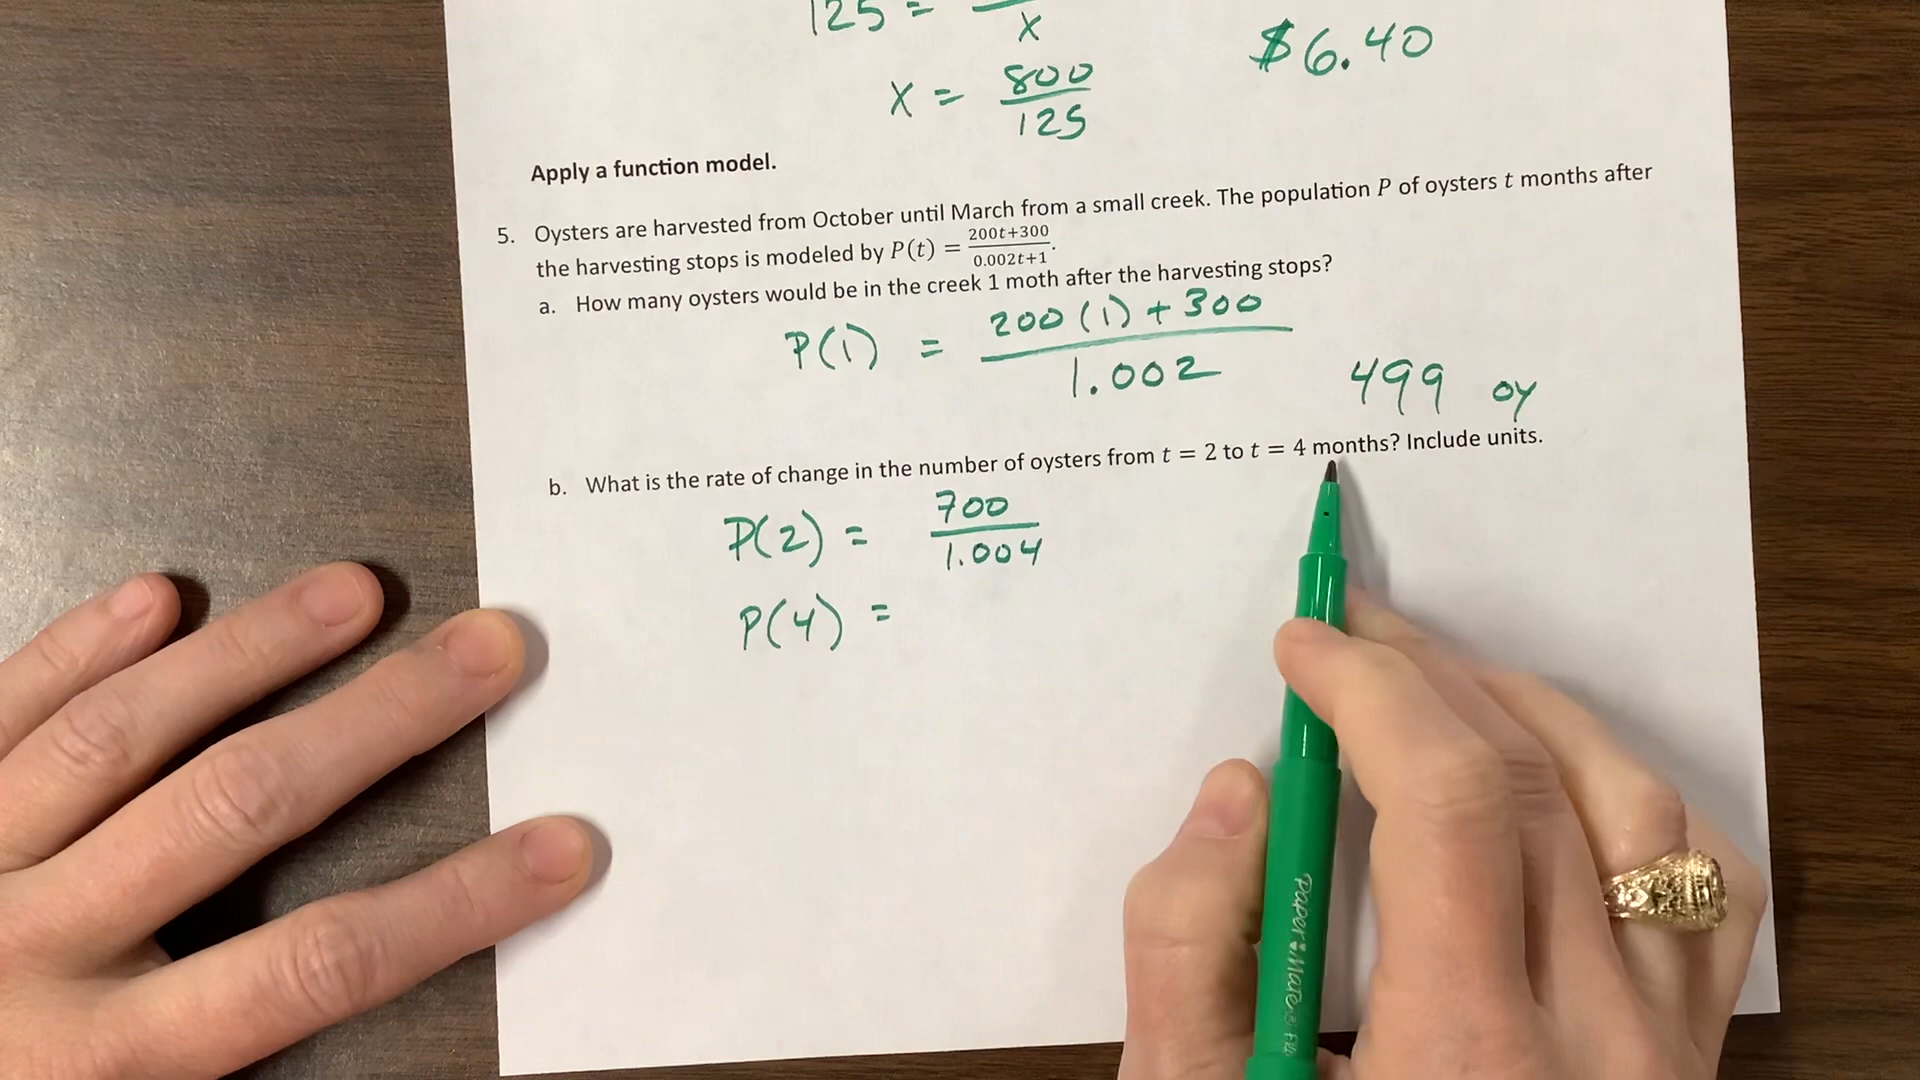 125 = 
x
$6.40
x = 800/125
Apply a function model.
5. Oysters are harvested from October until March from a small creek. The population P of oysters t months after
the harvesting stops is modeled by P(t) = (200t+300)/(0.002t+1).
a. How many oysters would be in the creek 1 moth after the harvesting stops?
P(1) = (200(1) + 300)/1.002
499 oy
b. What is the rate of change in the number of oysters from t = 2 to t = 4 months? Include units.
P(2) = 700/1.004
P(4) =
Paper:Mate